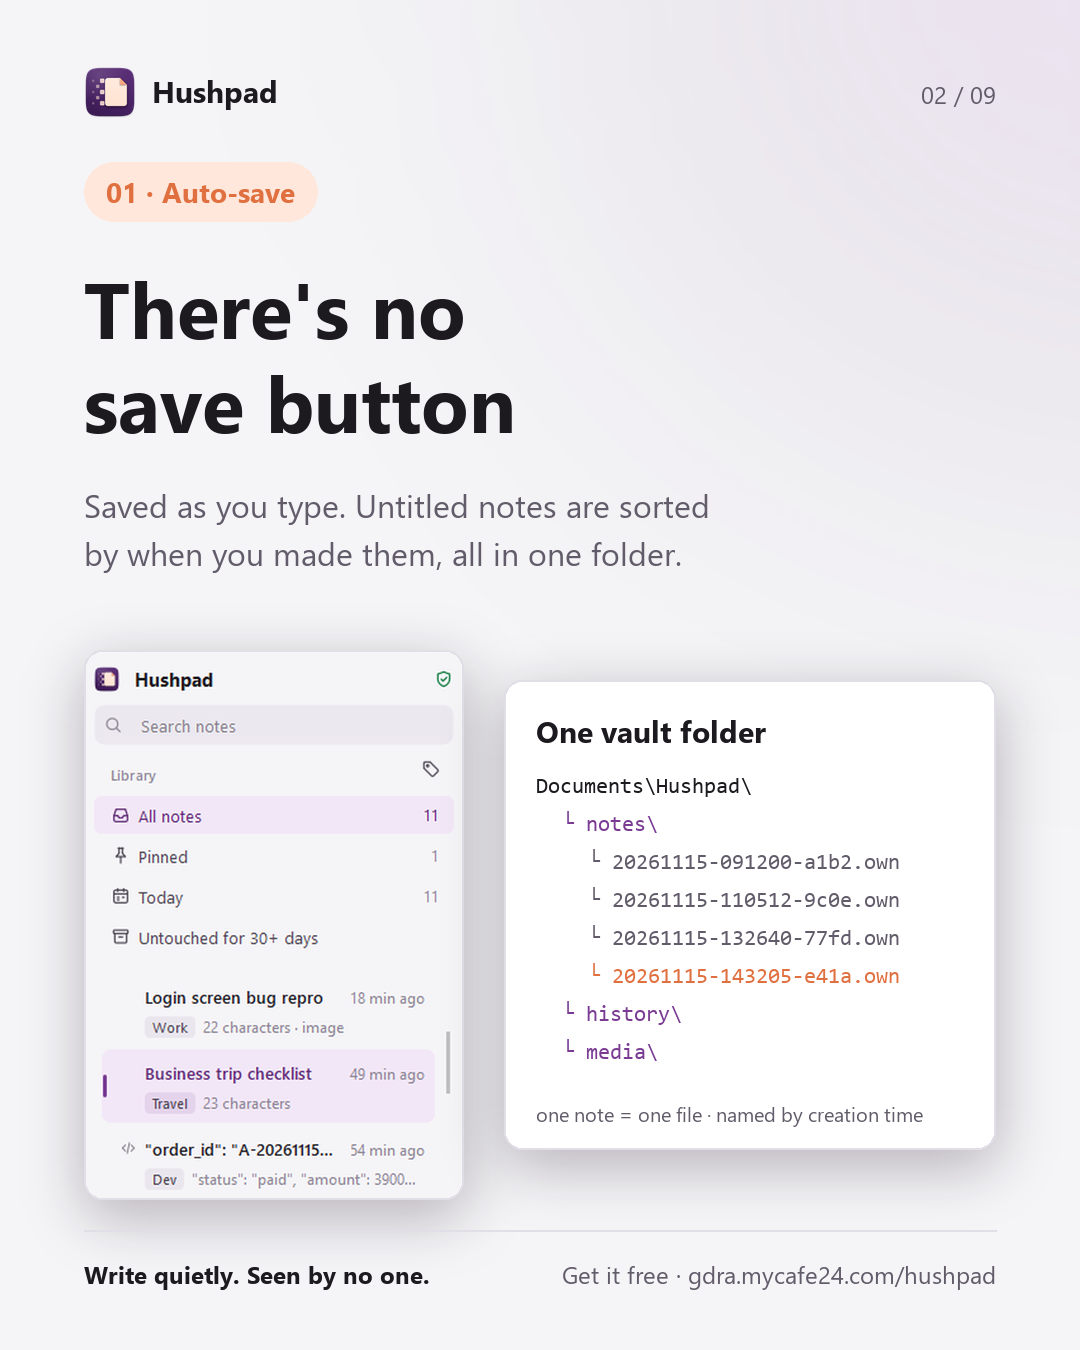 Hushpad
02 / 09
01 · Auto-save
There's no
save button
Saved as you type. Untitled notes are sorted
by when you made them, all in one folder.
Hushpad
Search notes
Library
All notes 11
Pinned 1
Today 11
Untouched for 30+ days
Login screen bug repro 18 min ago
Work 22 characters · image
Business trip checklist 49 min ago
Travel 23 characters
"order_id": "A-20261115... 54 min ago
Dev "status": "paid", "amount": 3900...
One vault folder
Documents\Hushpad\
└ notes\
└ 20261115-091200-a1b2.own
└ 20261115-110512-9c0e.own
└ 20261115-132640-77fd.own
└ 20261115-143205-e41a.own
└ history\
└ media\
one note = one file · named by creation time
Write quietly. Seen by no one.
Get it free · gdra.mycafe24.com/hushpad